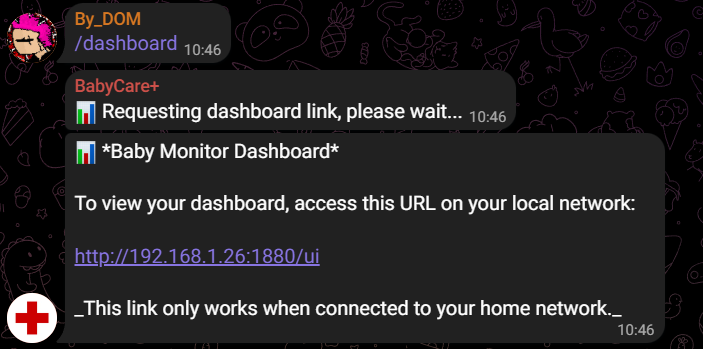 By_DOM
/dashboard 10:46
BabyCare+
📊 Requesting dashboard link, please wait... 10:46
📊 *Baby Monitor Dashboard*
To view your dashboard, access this URL on your local network:
http://192.168.1.26:1880/ui
_This link only works when connected to your home network._
10:46